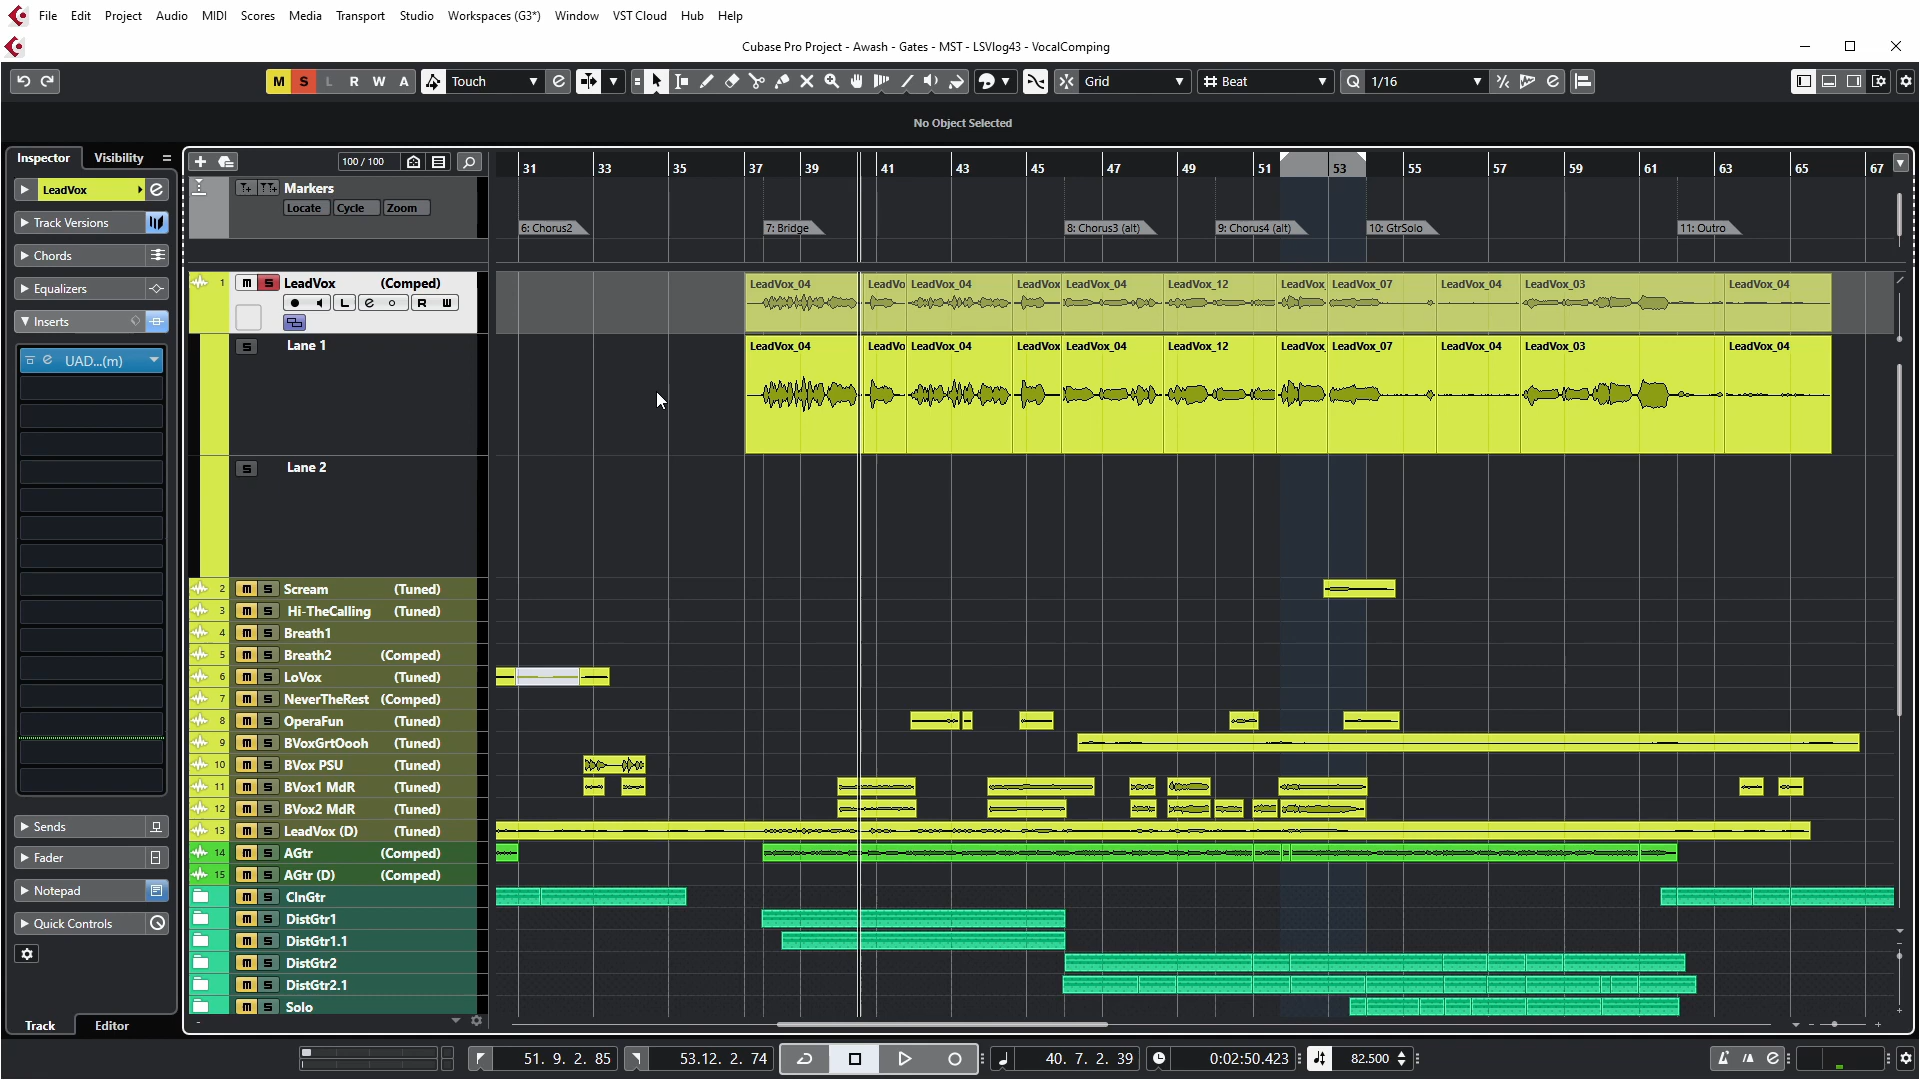 File Edit Project Audio MIDI Scores Media Transport Studio Workspaces (G3*) Window VST Cloud Hub Help
Cubase Pro Project - Awash - Gates - MST - LSVlog43 - VocalComping
M S L R W A Touch Grid Beat Q 1/16
No Object Selected
Inspector Visibility 100 / 100
31 33 35 37 39 41 43 45 47 49 51 53 55 57 59 61 63 65 67
LeadVox
Markers
Locate Cycle Zoom
Track Versions
6: Chorus2 7: Bridge 8: Chorus3 (alt) 9: Chorus4 (alt) 10: GtrSolo 11: Outro
Chords
Equalizers
Inserts
UAD...(m)
1 m S LeadVox (Comped)
L e R W
LeadVox_04 LeadVo LeadVox_04 LeadVox LeadVox_04 LeadVox_12 LeadVox LeadVox_07 LeadVox_04 LeadVox_03 LeadVox_04
S Lane 1
LeadVox_04 LeadVo LeadVox_04 LeadVox LeadVox_04 LeadVox_12 LeadVox LeadVox_07 LeadVox_04 LeadVox_03 LeadVox_04
S Lane 2
2 m S Scream (Tuned)
3 m S Hi-TheCalling (Tuned)
4 m S Breath1
5 m S Breath2 (Comped)
6 m S LoVox (Tuned)
7 m S NeverTheRest (Comped)
8 m S OperaFun (Tuned)
9 m S BVoxGrtOooh (Tuned)
10 m S BVox PSU (Tuned)
11 m S BVox1 MdR (Tuned)
12 m S BVox2 MdR (Tuned)
13 m S LeadVox (D) (Tuned)
14 m S AGtr (Comped)
15 m S AGtr (D) (Comped)
m S ClnGtr
m S DistGtr1
m S DistGtr1.1
m S DistGtr2
m S DistGtr2.1
m S Solo
Sends
Fader
Notepad
Quick Controls
Track Editor
51. 9. 2. 85 53.12. 2. 74 40. 7. 2. 39 0:02:50.423 82.500